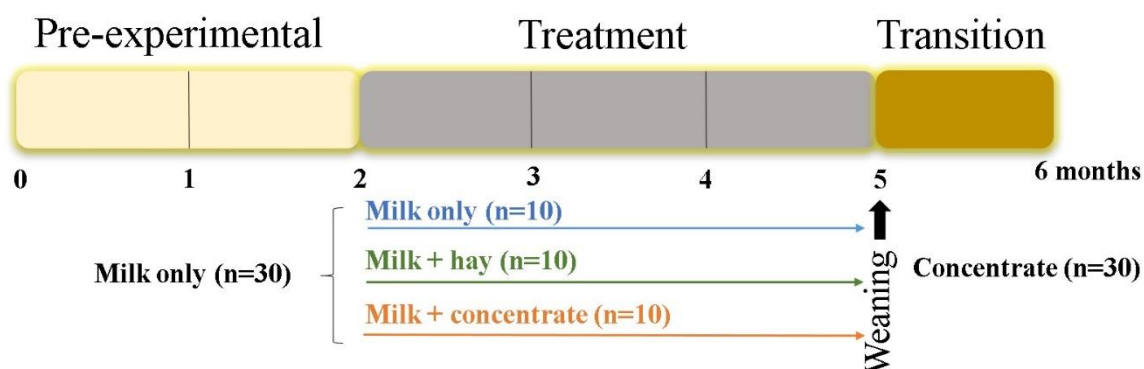 Pre-experimental
Treatment
Transition
0
1
2
3
4
5
6 months
Milk only (n=30)
Milk only (n=10)
Milk + hay (n=10)
Milk + concentrate (n=10)
Weaning
Concentrate (n=30)